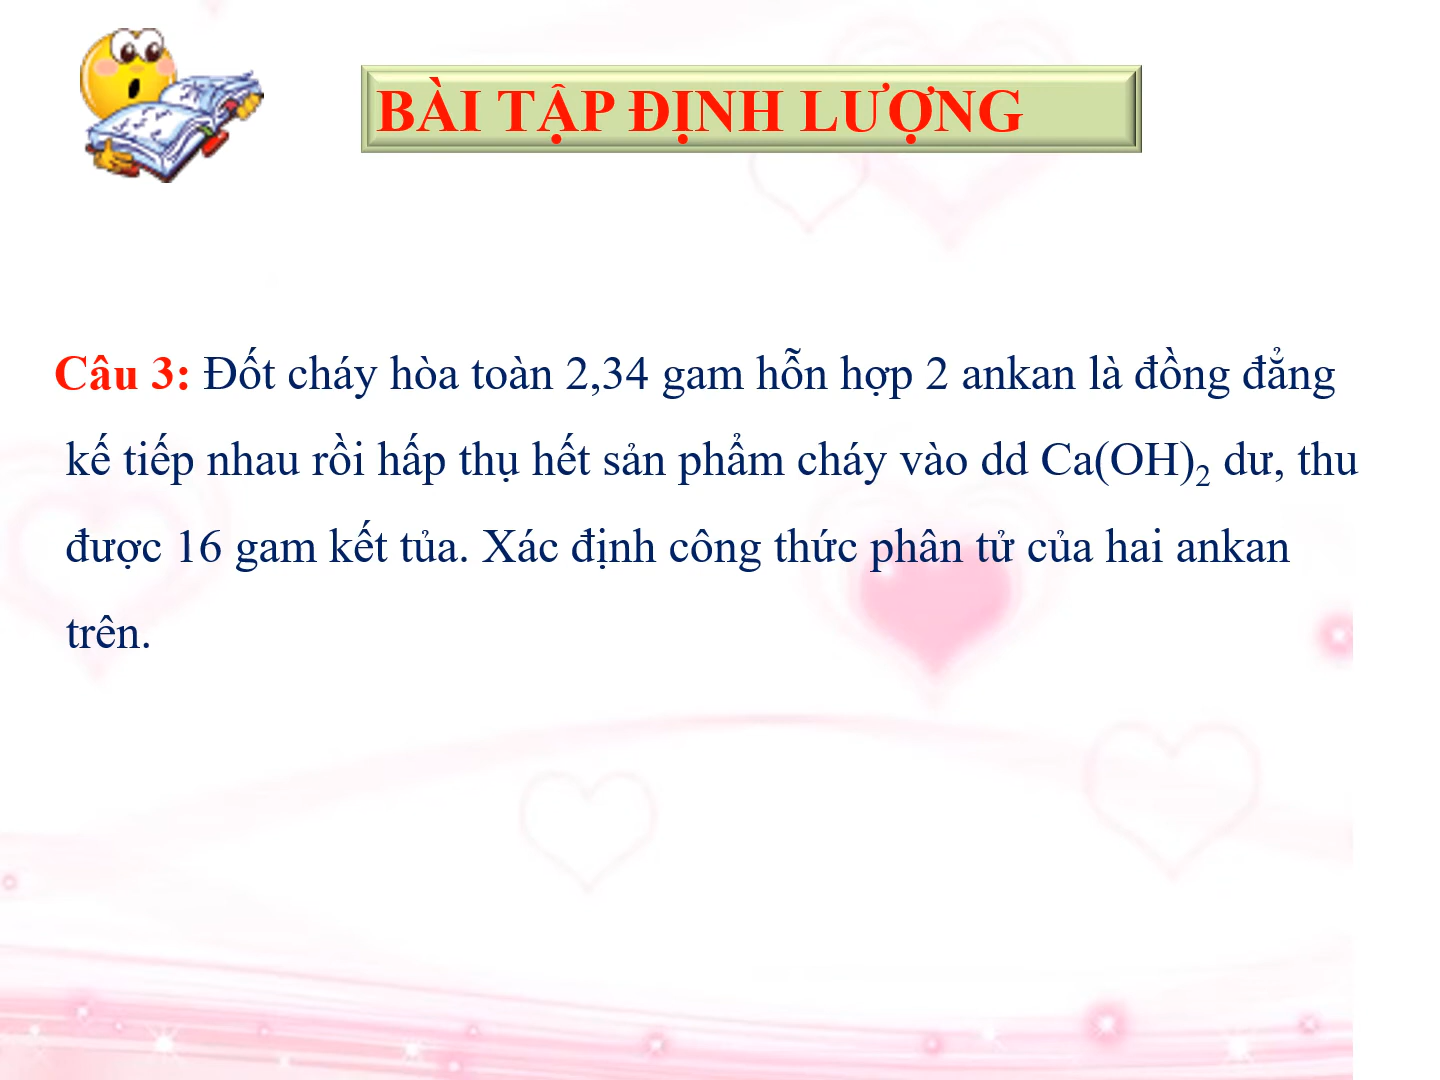 BÀI TẬP ĐỊNH LƯỢNG
Câu 3: Đốt cháy hòa toàn 2,34 gam hỗn hợp 2 ankan là đồng đẳng
kế tiếp nhau rồi hấp thụ hết sản phẩm cháy vào dd Ca(OH)₂ dư, thu
được 16 gam kết tủa. Xác định công thức phân tử của hai ankan
trên.